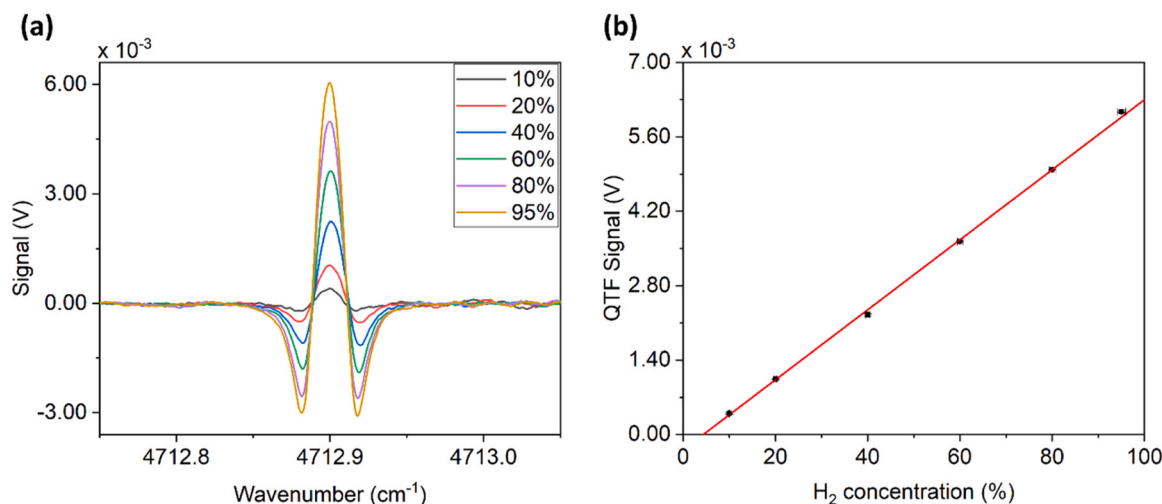 (a)
x 10⁻³
6.00
3.00
0.00
-3.00
Signal (V)
4712.8 4712.9 4713.0
Wavenumber (cm⁻¹)
10%
20%
40%
60%
80%
95%
(b)
x 10⁻³
7.00
5.60
4.20
2.80
1.40
0.00
QTF Signal (V)
0 20 40 60 80 100
H₂ concentration (%)